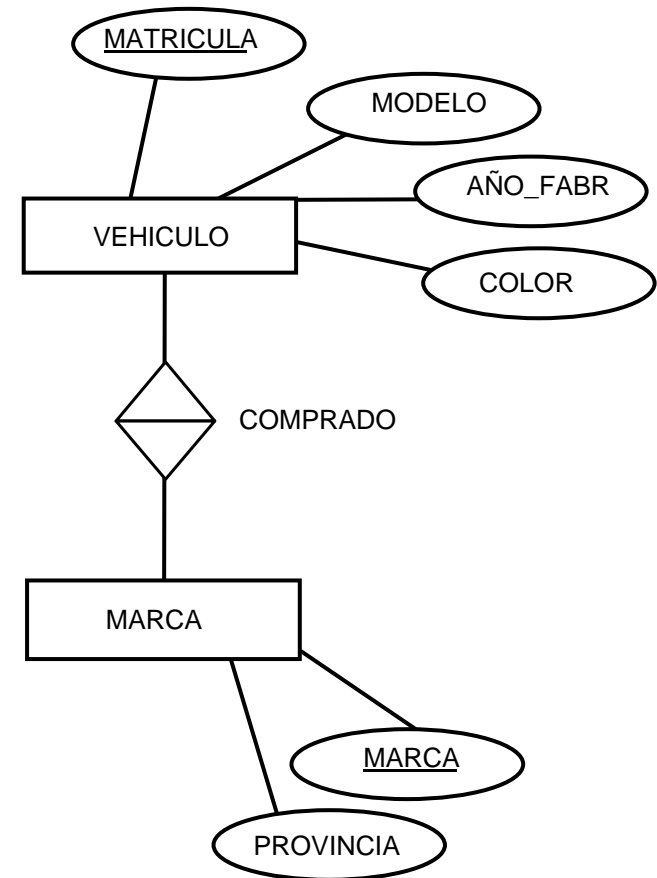 MATRICULA
MODELO
AÑO_FABR
VEHICULO
COLOR
COMPRADO
MARCA
MARCA
PROVINCIA